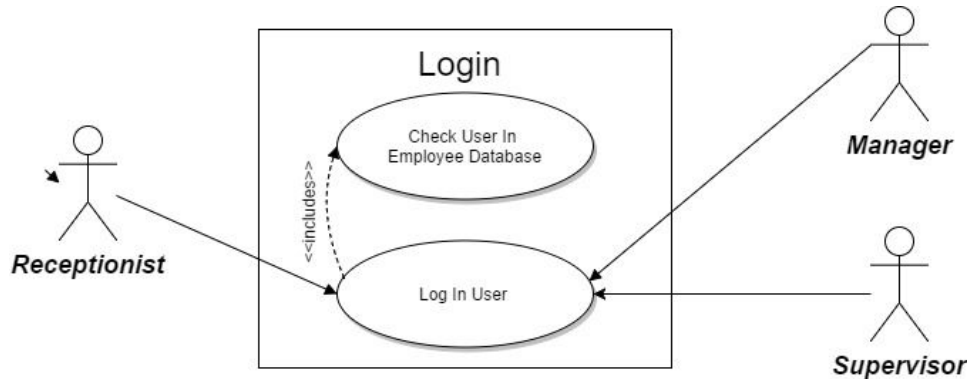 Login
Check User In
Employee Database
<<includes>>
Log In User
Receptionist
Manager
Supervisor